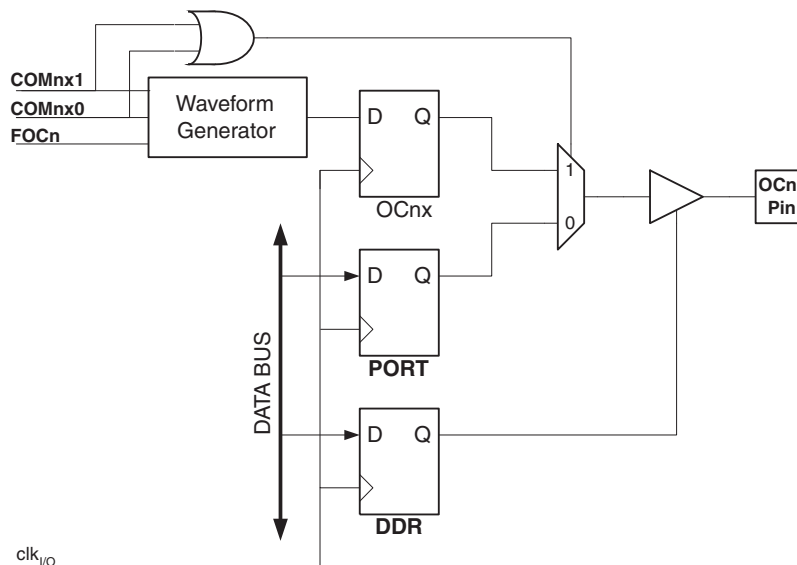 COMnx1
COMnx0
FOCn
Waveform
Generator
D Q
OCnx
1
0
OCn
Pin
D Q
PORT
DATA BUS
D Q
DDR
clkI/O